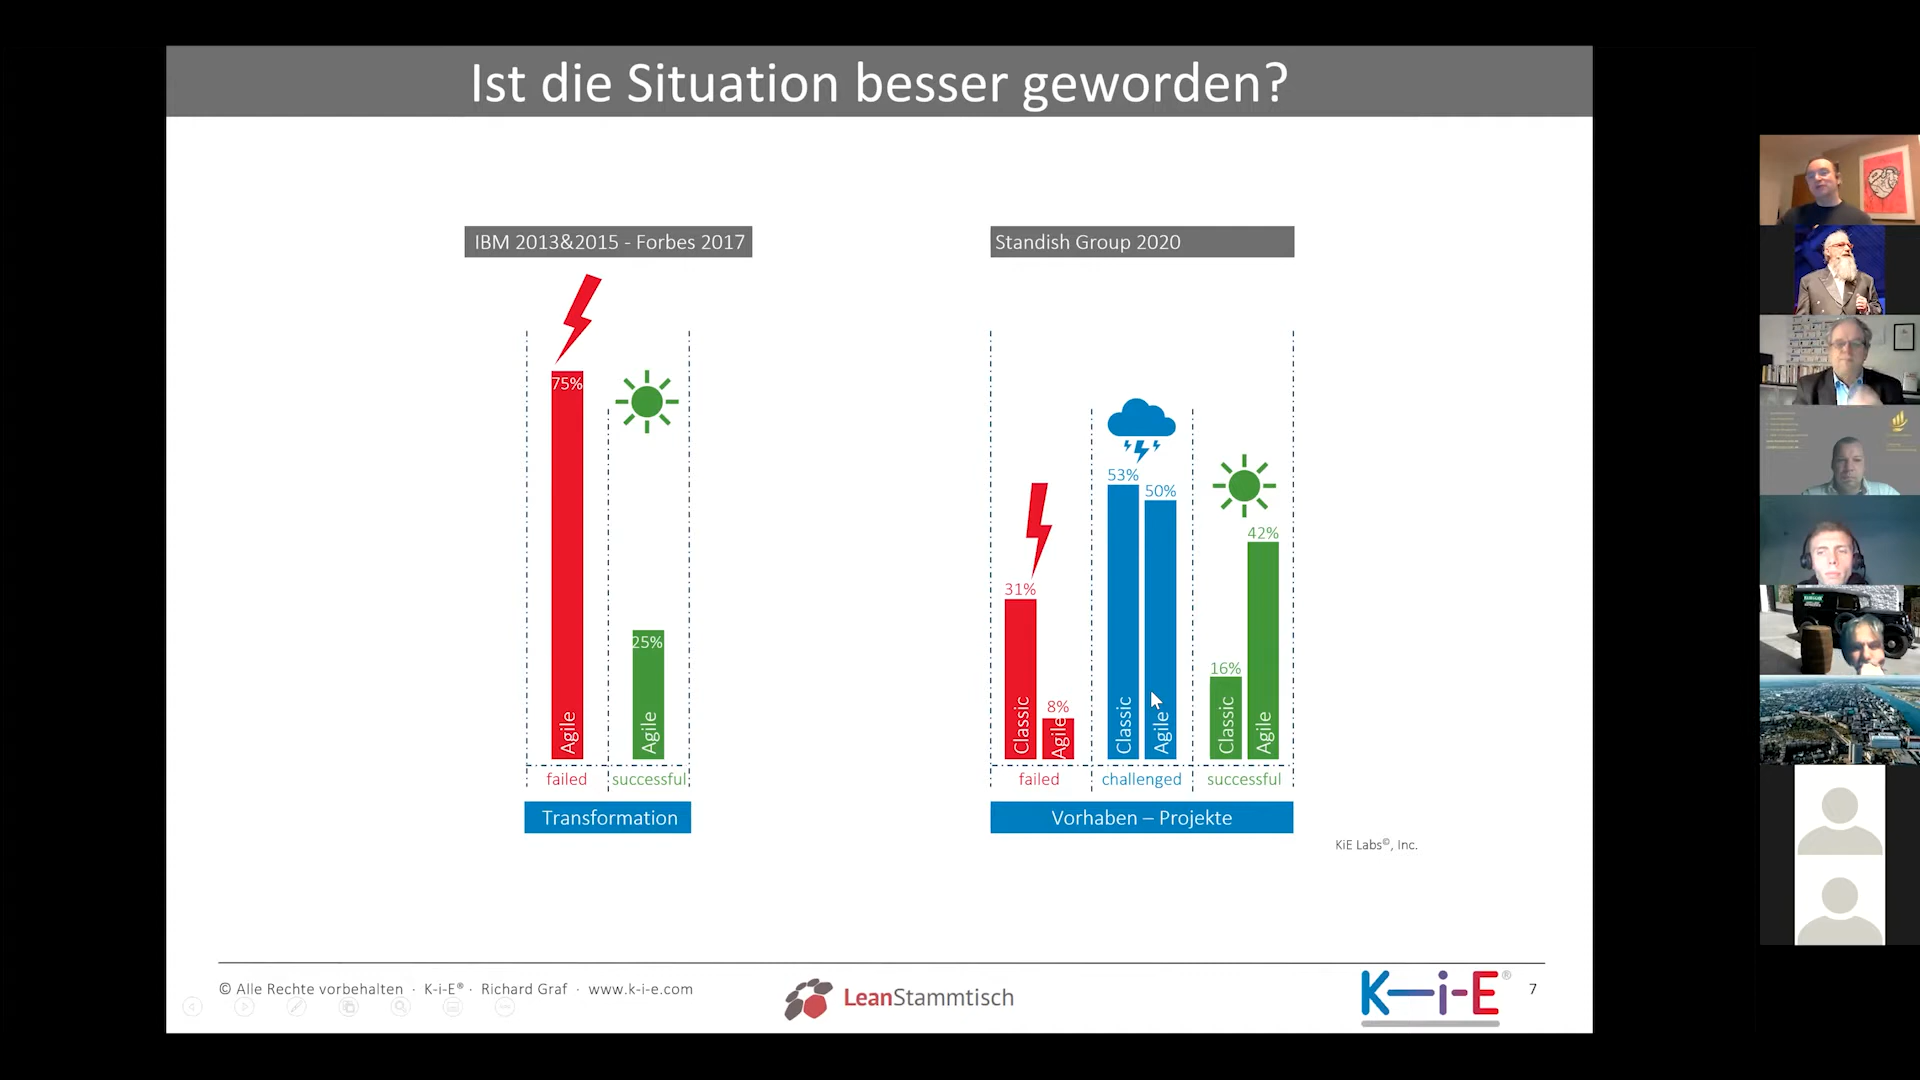 Ist die Situation besser geworden?
IBM 2013&2015 - Forbes 2017
Standish Group 2020
75%
25%
Agile
Agile
failed
successful
Transformation
31%
8%
53%
50%
16%
42%
Classic
Agile
Classic
Agile
Classic
Agile
failed
challenged
successful
Vorhaben – Projekte
KiE Labs©, Inc.
© Alle Rechte vorbehalten · K-i-E® · Richard Graf · www.k-i-e.com
LeanStammtisch
K-i-E®
7